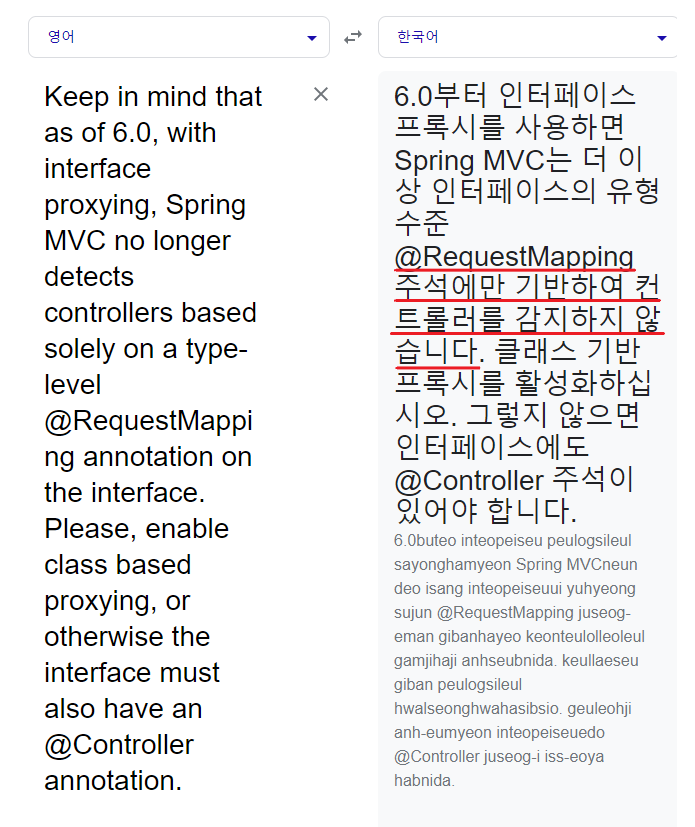 영어
한국어
Keep in mind that
as of 6.0, with
interface
proxying, Spring
MVC no longer
detects
controllers based
solely on a type-
level
@RequestMappi
ng annotation on
the interface.
Please, enable
class based
proxying, or
otherwise the
interface must
also have an
@Controller
annotation.
6.0부터 인터페이스
프록시를 사용하면
Spring MVC는 더 이
상 인터페이스의 유형
수준
@RequestMapping
주석에만 기반하여 컨
트롤러를 감지하지 않
습니다. 클래스 기반
프록시를 활성화하십
시오. 그렇지 않으면
인터페이스에도
@Controller 주석이
있어야 합니다.
6.0buteo inteopeiseu peulogsileul
sayonghamyeon Spring MVCneun
deo isang inteopeiseuui yuhyeong
sujun @RequestMapping juseog-
eman gibanhayeo keonteulolleoleul
gamjihaji anhseubnida. keullaeseu
giban peulogsileul
hwalseonghwahasibsio. geuleohji
anh-eumyeon inteopeiseuedo
@Controller juseog-i iss-eoya
habnida.